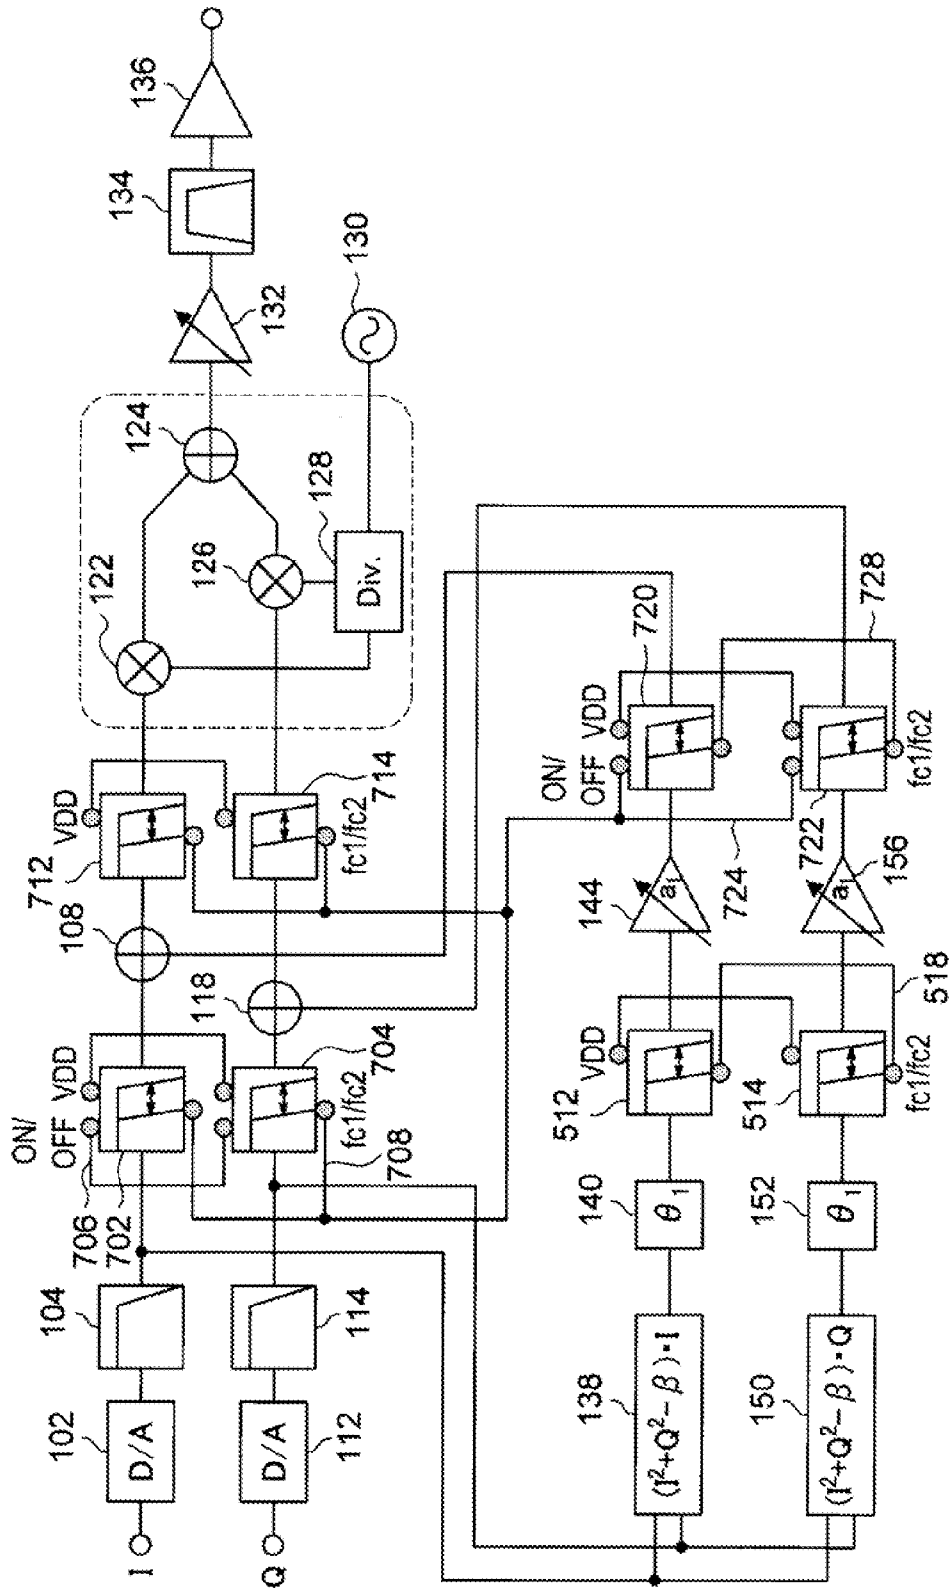 I
Q
102
D/A
112
D/A
104
114
ON/
OFF
VDD
706
702
704
fc1/fc2
708
108
118
712
VDD
714
fc1/fc2
122
126
124
128
Div.
130
132
134
136
138
(I²+Q²−β)•I
150
(I²+Q²−β)•Q
140
θ₁
152
θ₁
512
VDD
514
fc1/fc2
518
144
a₁
156
a₁
724
ON/
OFF
VDD
720
722
fc1/fc2
728